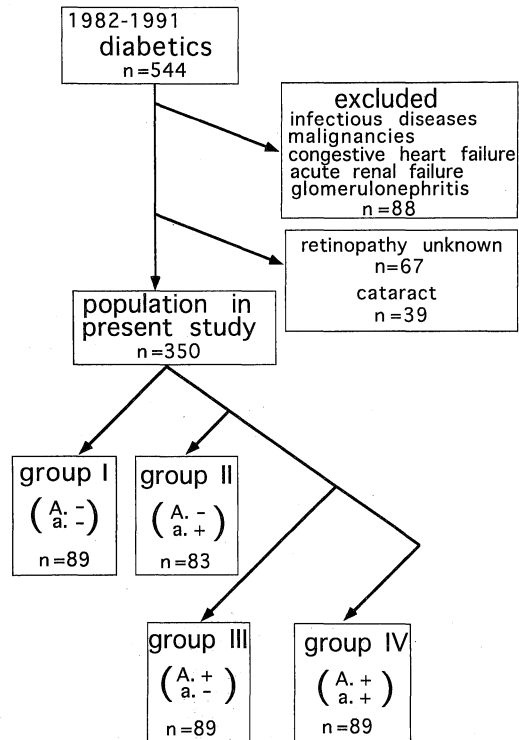 1982-1991
diabetics
n=544
excluded
infectious diseases
malignancies
congestive heart failure
acute renal failure
glomerulonephritis
n=88
retinopathy unknown
n=67
cataract
n=39
population in
present study
n=350
group I
( A. - )
( a. - )
n=89
group II
( A. - )
( a. + )
n=83
group III
( A. + )
( a. - )
n=89
group IV
( A. + )
( a. + )
n=89